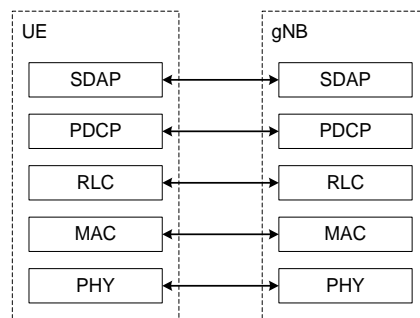 UE gNB
SDAP SDAP
PDCP PDCP
RLC RLC
MAC MAC
PHY PHY